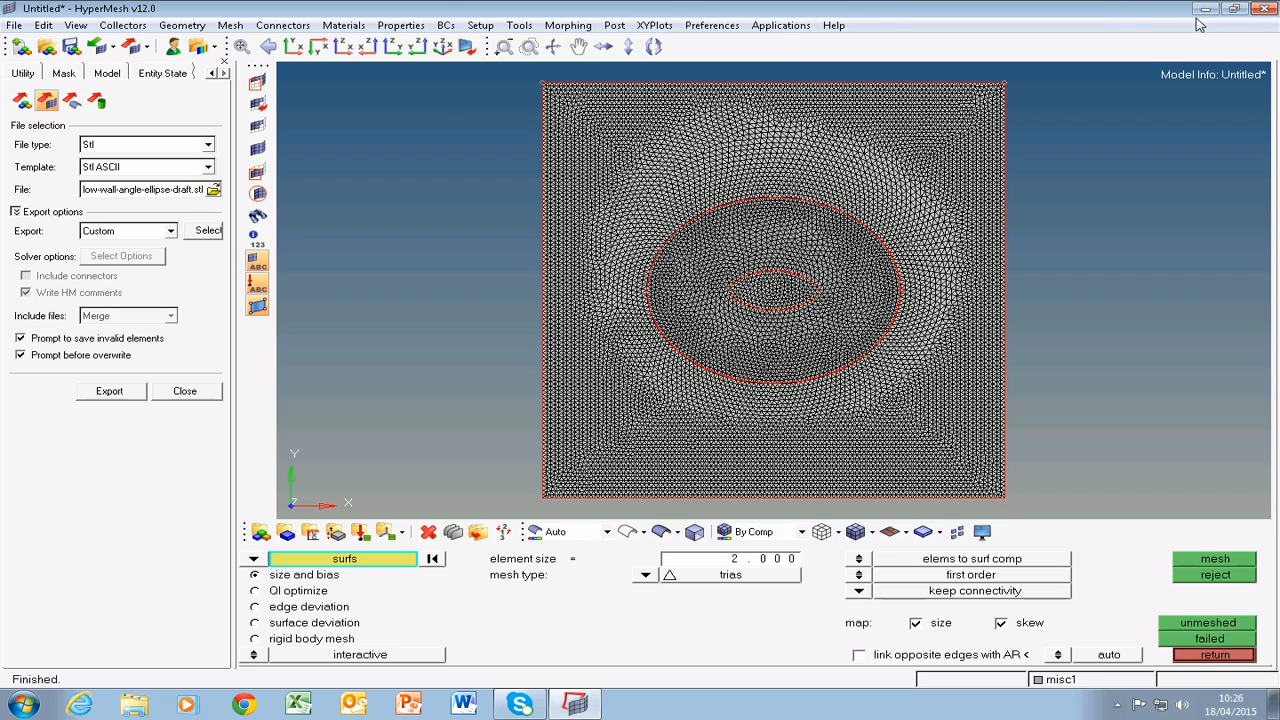 Untitled* - HyperMesh v12.0
File Edit View Collectors Geometry Mesh Connectors Materials Properties BCs Setup Tools Morphing Post XYPlots Preferences Applications Help
Utility Mask Model Entity State
Model Info: Untitled*
File selection
File type: Stl
Template: Stl ASCII
File: low-wall-angle-ellipse-draft.stl
Export options
Export: Custom Select
Solver options: Select Options
Include connectors
Write HM comments
Include files: Merge
Prompt to save invalid elements
Prompt before overwrite
Export Close
123
ABC
ABC
Y
Z X
Auto By Comp
surfs element size = 2 . 0 0 0 elems to surf comp mesh
size and bias mesh type: trias first order reject
QI optimize keep connectivity
edge deviation
surface deviation map: size skew unmeshed
rigid body mesh failed
interactive link opposite edges with AR < auto return
Finished. misc1
10:26
18/04/2015